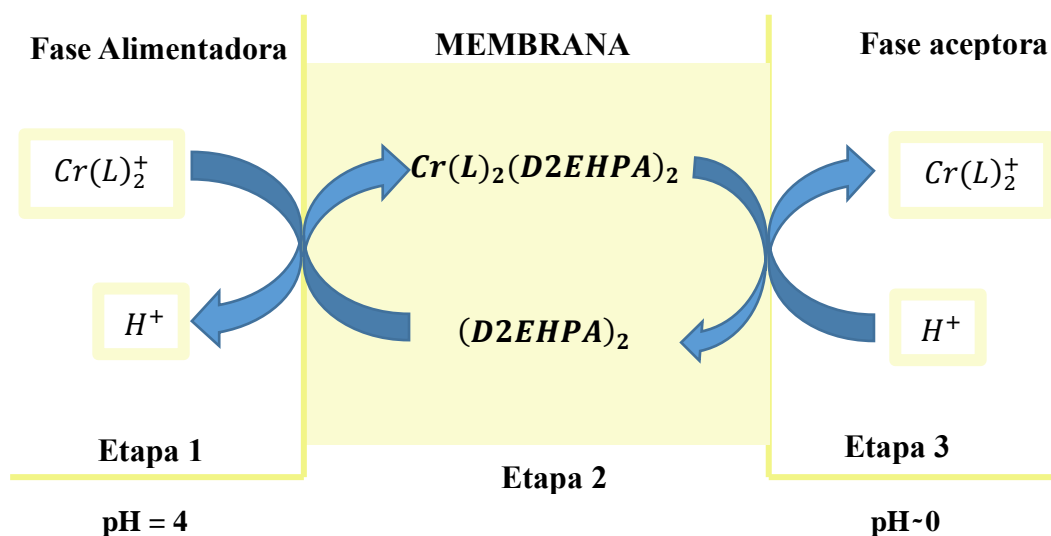 Fase Alimentadora
MEMBRANA
Fase aceptora
Cr(L)₂⁺
Cr(L)₂(D2EHPA)₂
Cr(L)₂⁺
H⁺
(D2EHPA)₂
H⁺
Etapa 1
Etapa 2
Etapa 3
pH = 4
pH~0